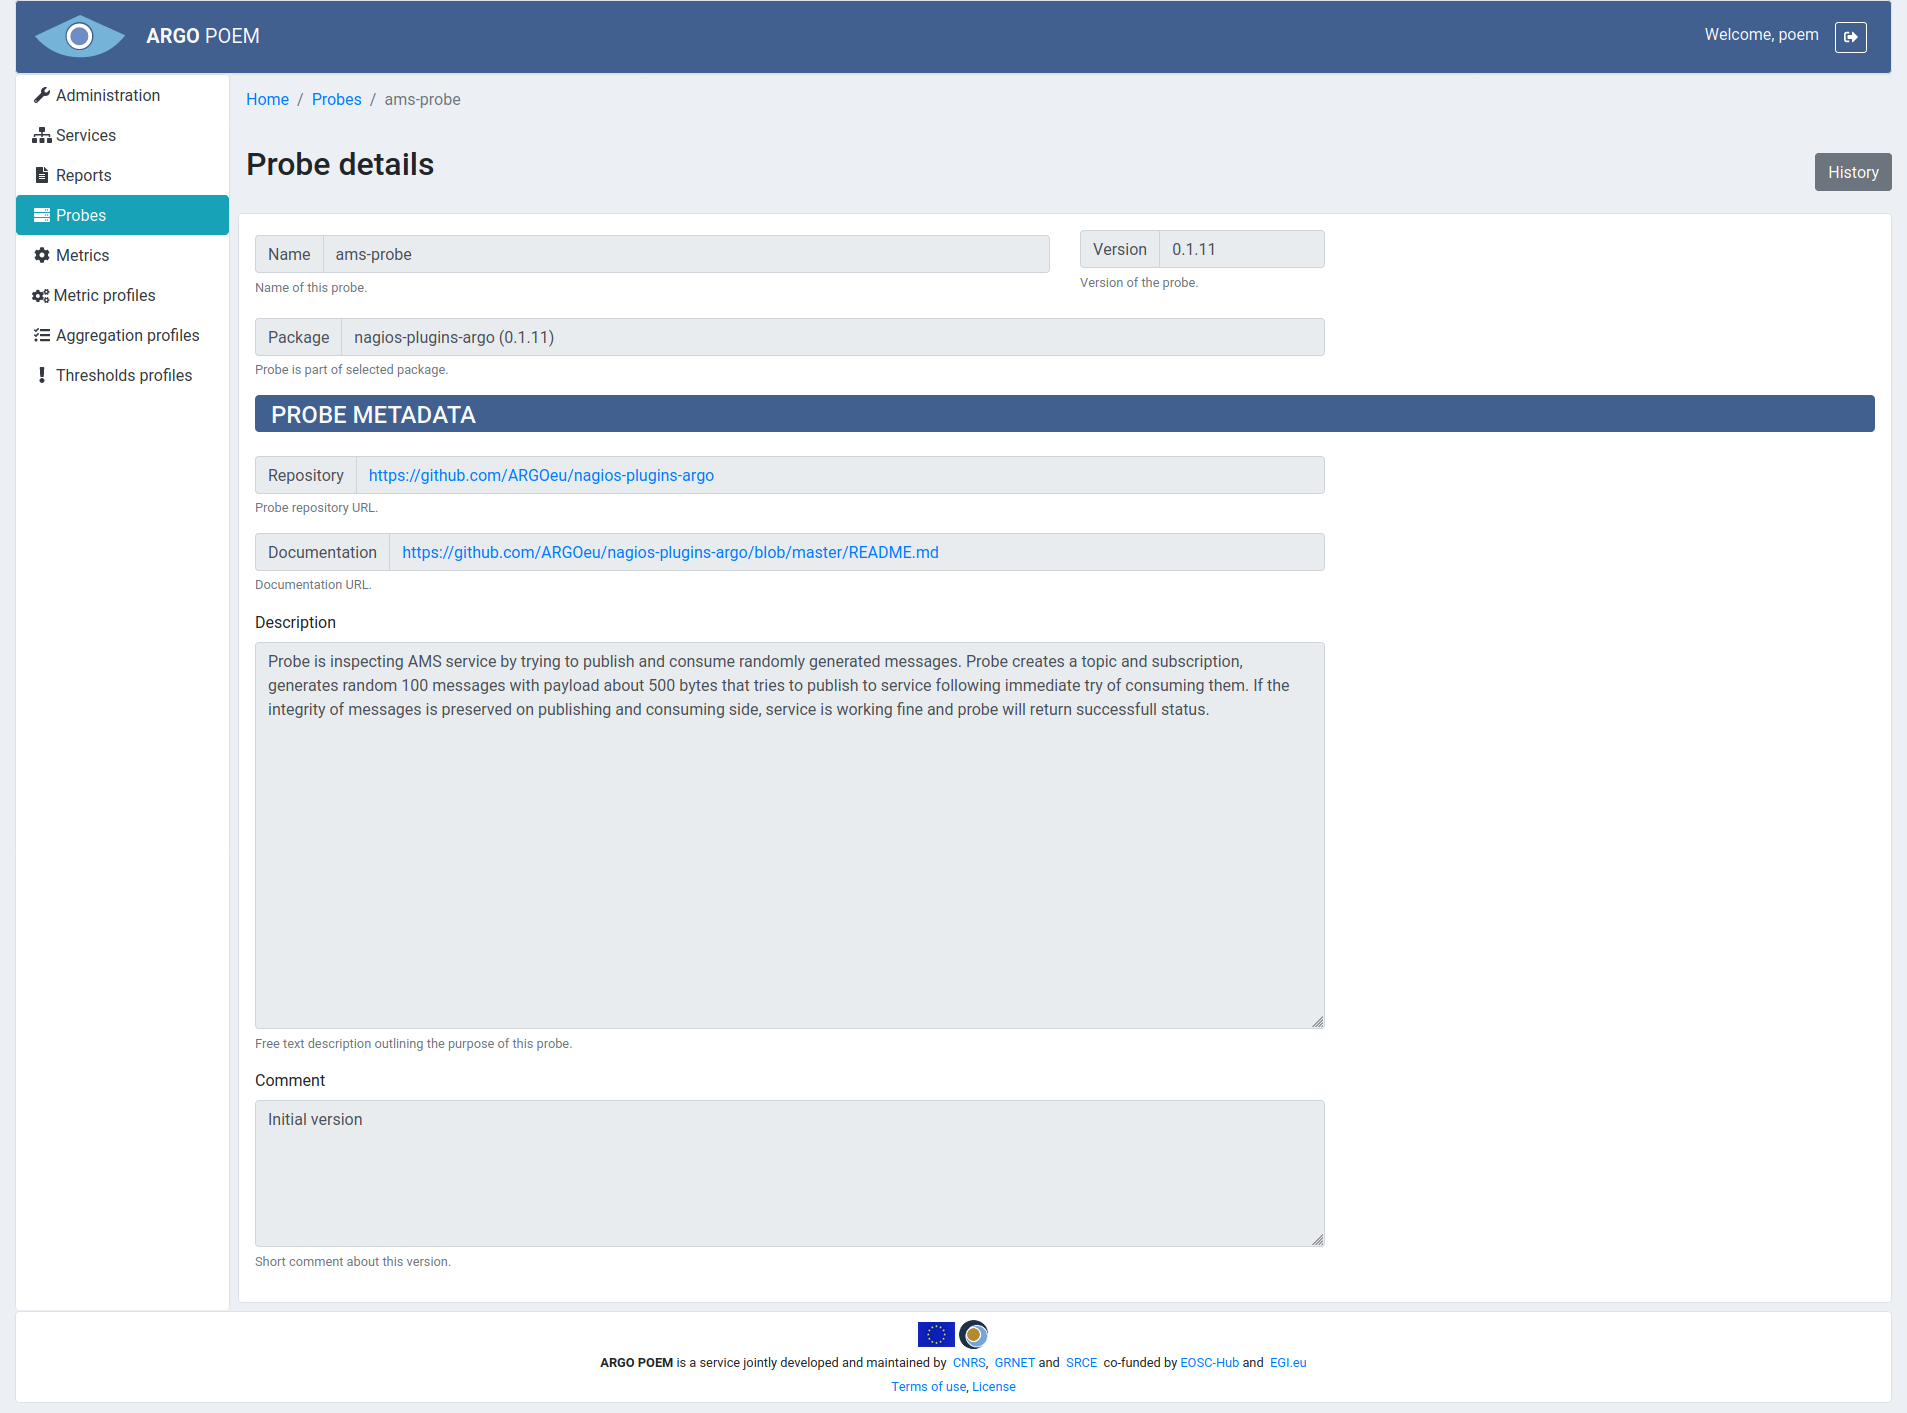 ARGO POEM
Welcome, poem
Administration
Services
Reports
Probes
Metrics
Metric profiles
Aggregation profiles
Thresholds profiles
Home / Probes / ams-probe
Probe details
History
Name ams-probe
Name of this probe.
Version 0.1.11
Version of the probe.
Package nagios-plugins-argo (0.1.11)
Probe is part of selected package.
PROBE METADATA
Repository https://github.com/ARGOeu/nagios-plugins-argo
Probe repository URL.
Documentation https://github.com/ARGOeu/nagios-plugins-argo/blob/master/README.md
Documentation URL.
Description
Probe is inspecting AMS service by trying to publish and consume randomly generated messages. Probe creates a topic and subscription,
generates random 100 messages with payload about 500 bytes that tries to publish to service following immediate try of consuming them. If the
integrity of messages is preserved on publishing and consuming side, service is working fine and probe will return successfull status.
Free text description outlining the purpose of this probe.
Comment
Initial version
Short comment about this version.
ARGO POEM is a service jointly developed and maintained by CNRS, GRNET and SRCE co-funded by EOSC-Hub and EGI.eu
Terms of use, License